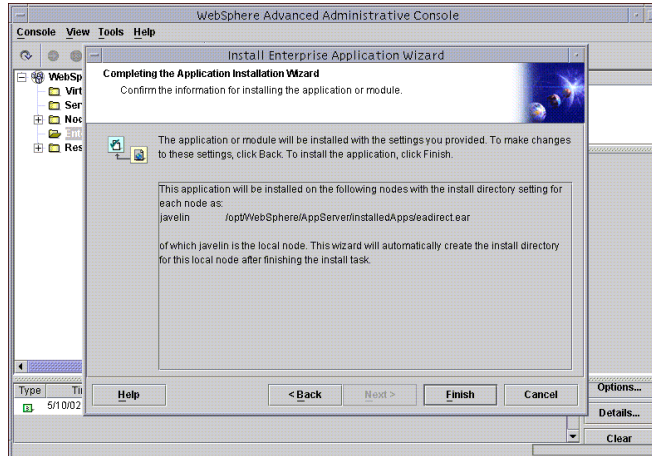 WebSphere Advanced Administrative Console
Console View Tools Help
Install Enterprise Application Wizard
Completing the Application Installation Wizard
Confirm the information for installing the application or module.
WebSp
Virt
Ser
Noc
Ente
Res
The application or module will be installed with the settings you provided. To make changes
to these settings, click Back. To install the application, click Finish.
This application will be installed on the following nodes with the install directory setting for
each node as:
javelin /opt/WebSphere/AppServer/installedApps/eadirect.ear
of which javelin is the local node. This wizard will automatically create the install directory
for this local node after finishing the install task.
Help
< Back
Next >
Finish
Cancel
Type Ti
5/10/02
Options...
Details...
Clear